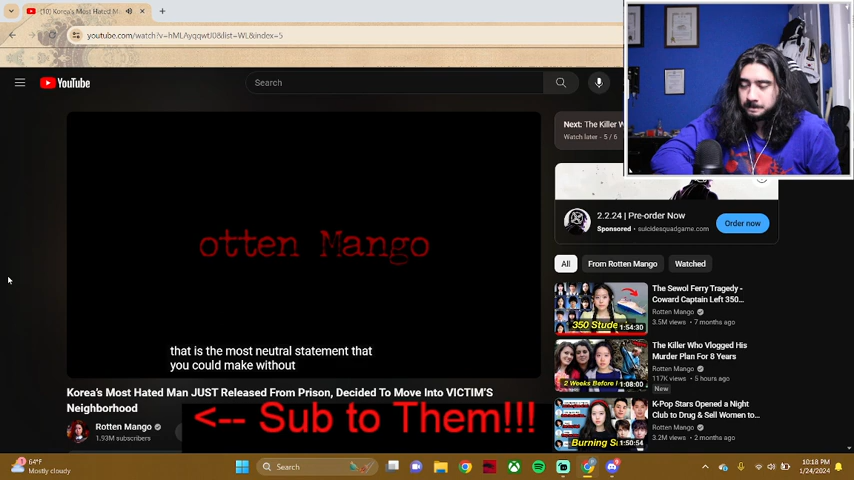 (10) Korea's Most Hated M
youtube.com/watch?v=hMLAyqqwtJ0&list=WL&index=5
YouTube
Search
otten Mango
that is the most neutral statement that
you could make without
Korea's Most Hated Man JUST Released From Prison, Decided To Move Into VICTIM'S
Neighborhood
Rotten Mango
1.93M subscribers
<-- Sub to Them!!!
Next: The Killer W
Watch later - 5 / 6
2.2.24 | Pre-order Now
Sponsored • suicidesquadgame.com
Order now
All
From Rotten Mango
Watched
The Sewol Ferry Tragedy -
Coward Captain Left 350...
Rotten Mango
3.5M views • 7 months ago
350 Stude
1:54:30
The Killer Who Vlogged His
Murder Plan For 8 Years
Rotten Mango
117K views • 5 hours ago
New
2 Weeks Before
1:08:00
K-Pop Stars Opened a Night
Club to Drug & Sell Women to...
Rotten Mango
3.2M views • 2 months ago
Burning S
1:50:54
64°F
Mostly cloudy
Search
10:18 PM
1/24/2024